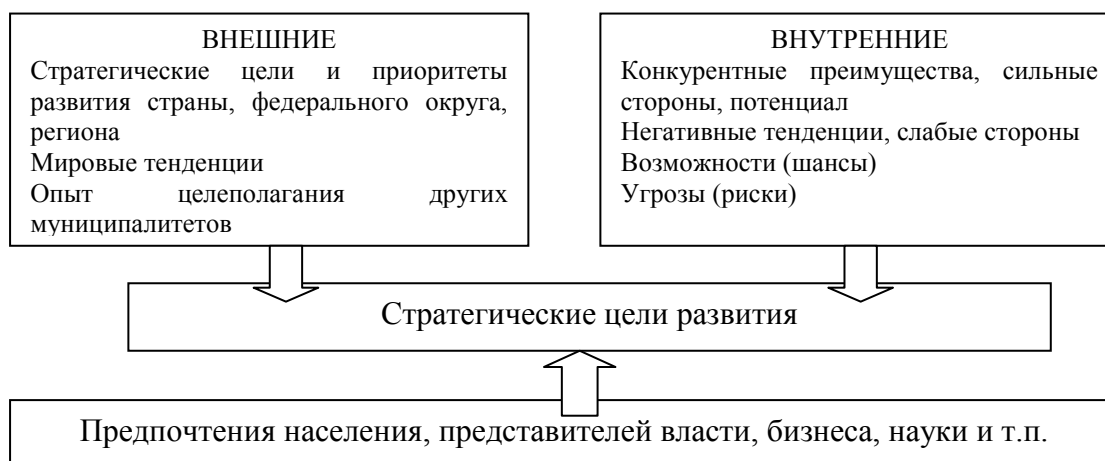 ВНЕШНИЕ
Стратегические цели и приоритеты
развития страны, федерального округа,
региона
Мировые тенденции
Опыт целеполагания других
муниципалитетов
ВНУТРЕННИЕ
Конкурентные преимущества, сильные
стороны, потенциал
Негативные тенденции, слабые стороны
Возможности (шансы)
Угрозы (риски)
Стратегические цели развития
Предпочтения населения, представителей власти, бизнеса, науки и т.п.